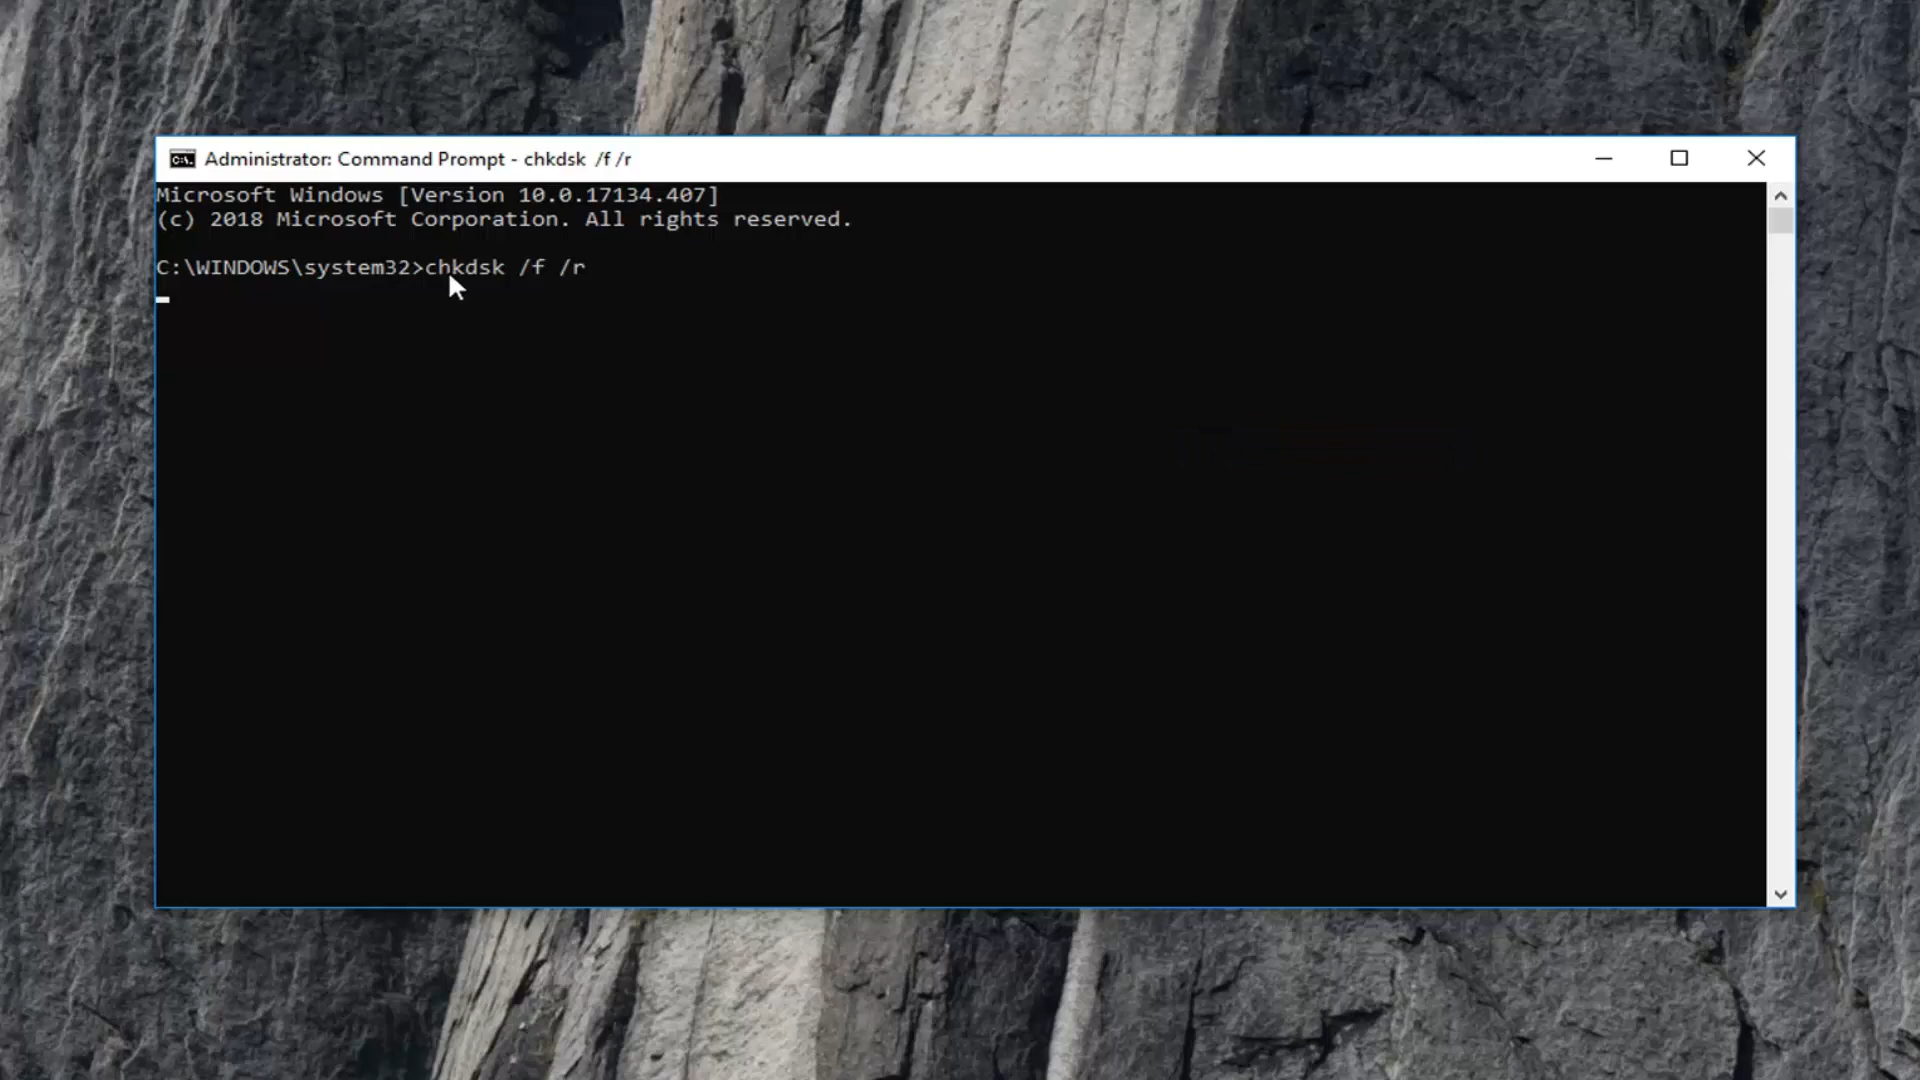 Administrator: Command Prompt - chkdsk  /f /r
Microsoft Windows [Version 10.0.17134.407]
(c) 2018 Microsoft Corporation. All rights reserved.
C:\WINDOWS\system32>chkdsk /f /r